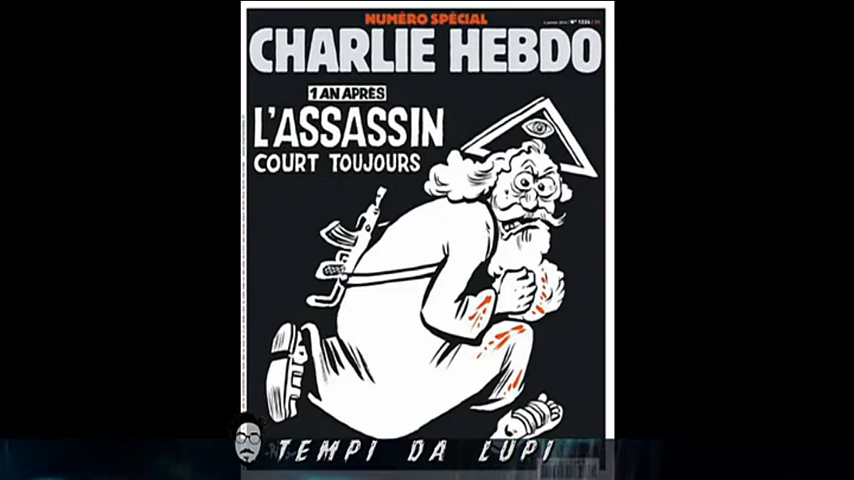 NUMÉRO SPÉCIAL
CHARLIE HEBDO
1 AN APRÈS
L'ASSASSIN
COURT TOUJOURS
TEMPI DA LUPI